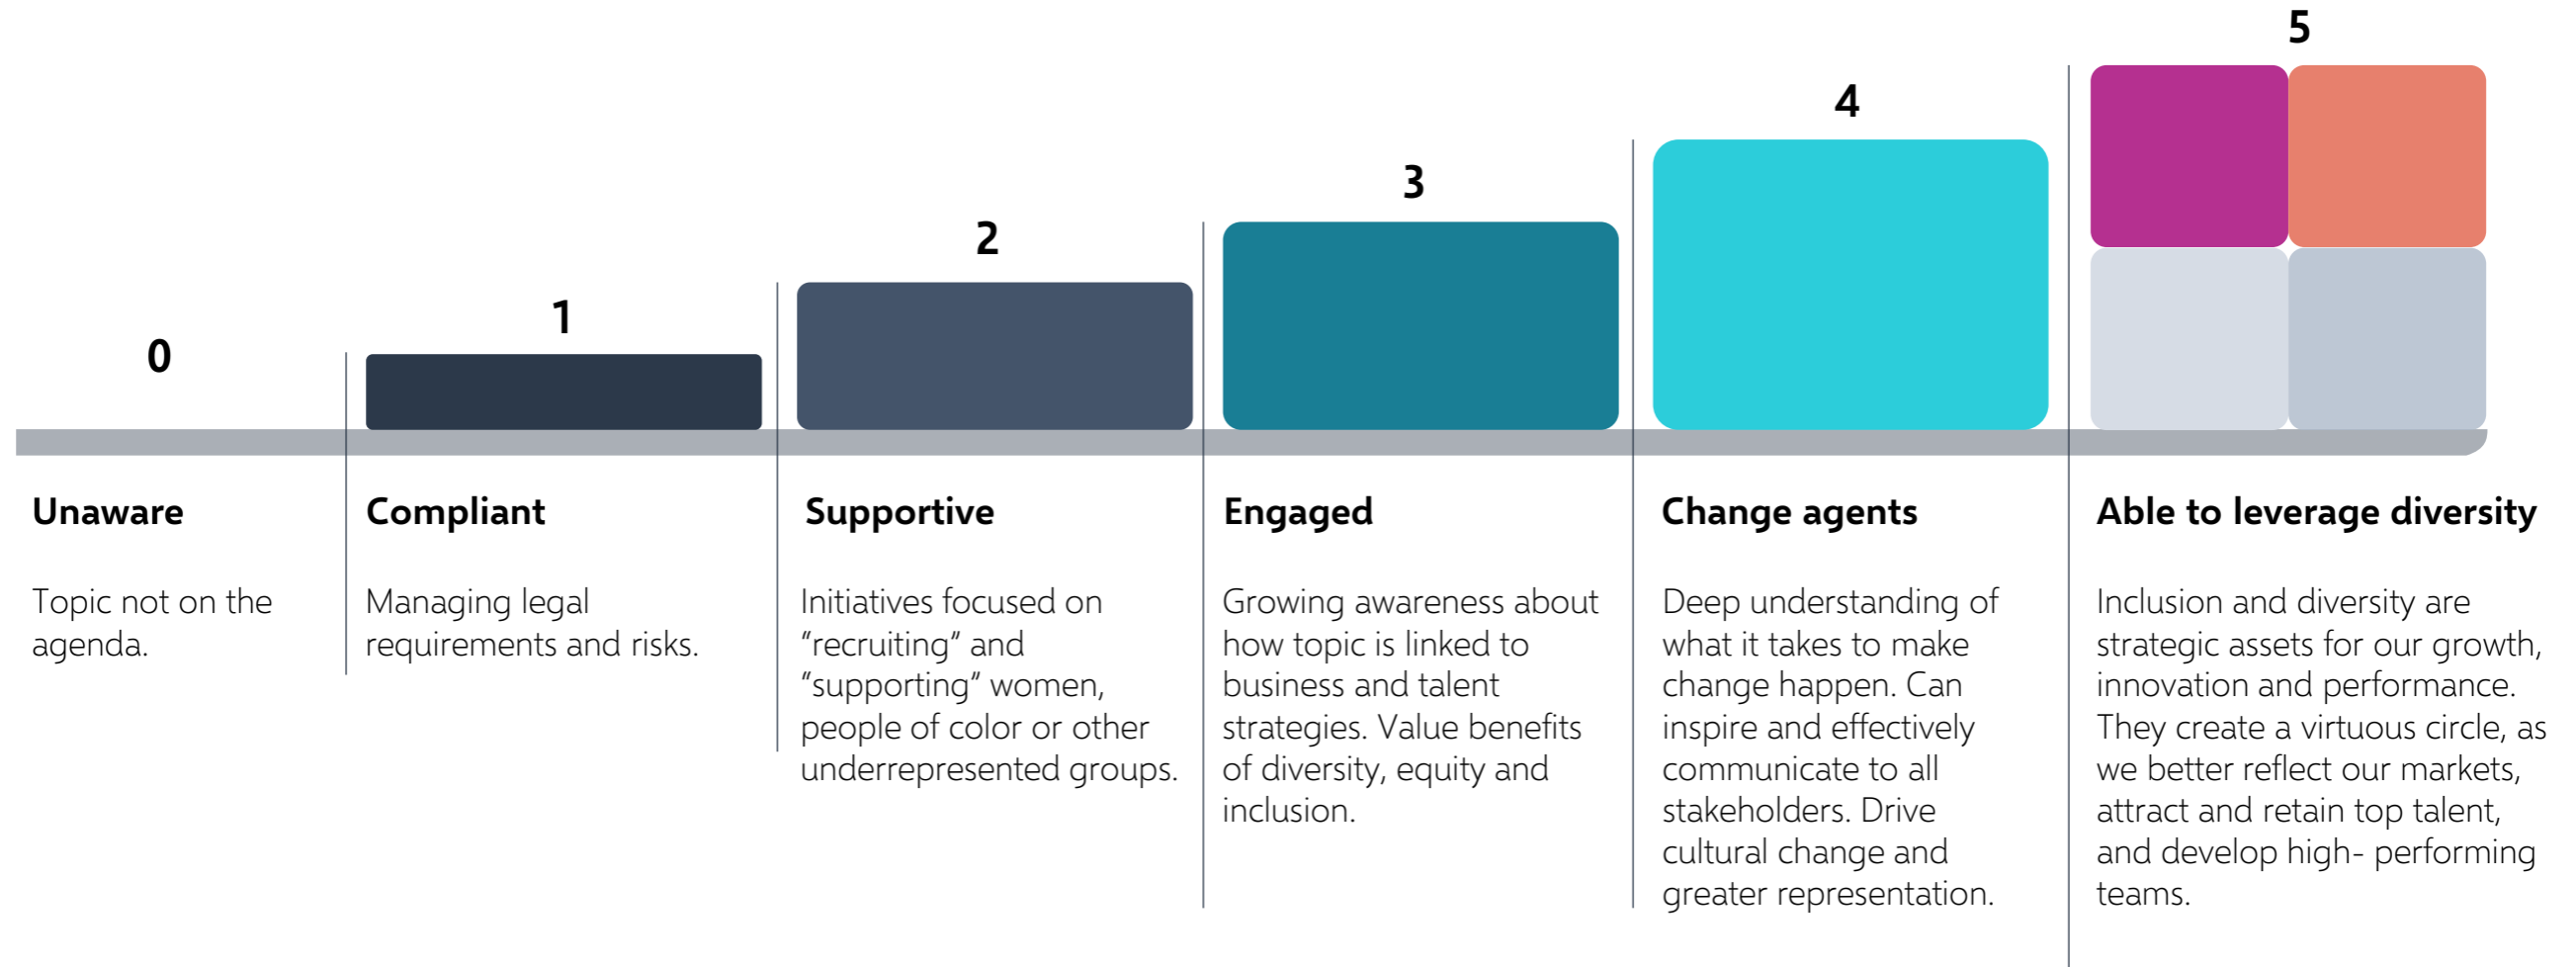 0
Unaware
Topic not on the
agenda.
1
Compliant
Managing legal
requirements and risks.
2
Supportive
Initiatives focused on
"recruiting" and
"supporting" women,
people of color or other
underrepresented groups.
3
Engaged
Growing awareness about
how topic is linked to
business and talent
strategies. Value benefits
of diversity, equity and
inclusion.
4
Change agents
Deep understanding of
what it takes to make
change happen. Can
inspire and effectively
communicate to all
stakeholders. Drive
cultural change and
greater representation.
5
Able to leverage diversity
Inclusion and diversity are
strategic assets for our growth,
innovation and performance.
They create a virtuous circle, as
we better reflect our markets,
attract and retain top talent,
and develop high- performing
teams.